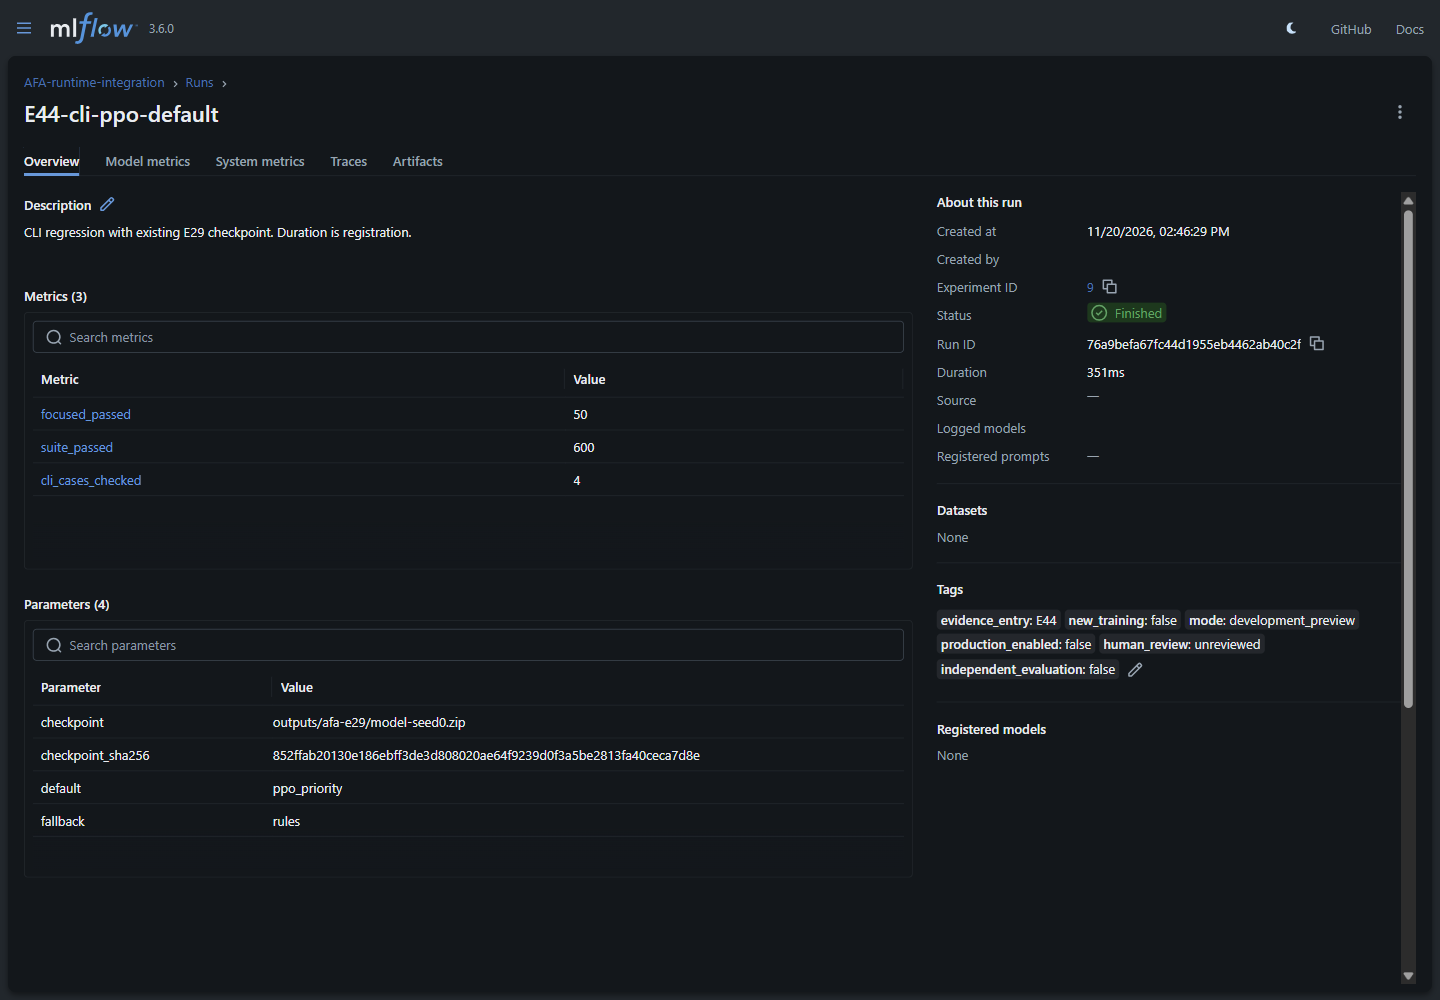 mlflow 3.6.0
GitHub Docs
AFA-runtime-integration › Runs ›
E44-cli-ppo-default
Overview Model metrics System metrics Traces Artifacts
Description
CLI regression with existing E29 checkpoint. Duration is registration.
Metrics (3)
Search metrics
Metric Value
focused_passed 50
suite_passed 600
cli_cases_checked 4
Parameters (4)
Search parameters
Parameter Value
checkpoint outputs/afa-e29/model-seed0.zip
checkpoint_sha256 852ffab20130e186ebff3de3d808020ae64f9239d0f3a5be2813fa40ceca7d8e
default ppo_priority
fallback rules
About this run
Created at 11/20/2026, 02:46:29 PM
Created by
Experiment ID 9
Status Finished
Run ID 76a9befa67fc44d1955eb4462ab40c2f
Duration 351ms
Source —
Logged models
Registered prompts —
Datasets
None
Tags
evidence_entry: E44 new_training: false mode: development_preview
production_enabled: false human_review: unreviewed
independent_evaluation: false
Registered models
None